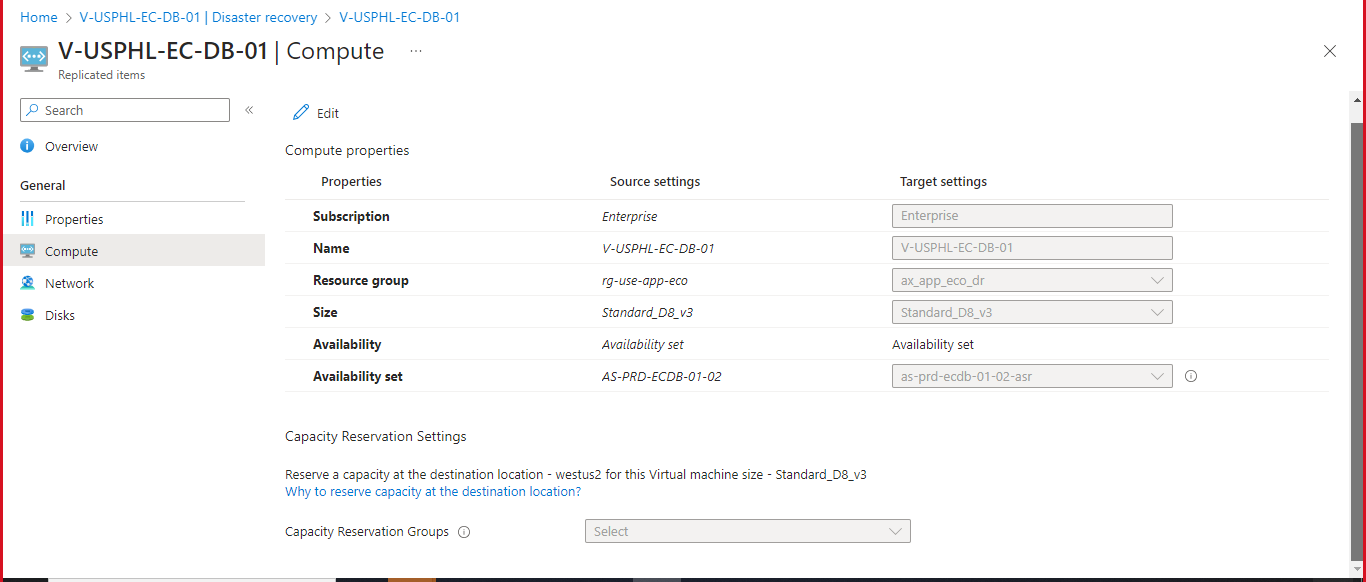 Home > V-USPHL-EC-DB-01 | Disaster recovery > V-USPHL-EC-DB-01
V-USPHL-EC-DB-01 | Compute ...
Replicated items
Search «
Edit
Overview
General
Properties
Compute
Network
Disks
Compute properties
Properties Source settings Target settings
Subscription Enterprise Enterprise
Name V-USPHL-EC-DB-01 V-USPHL-EC-DB-01
Resource group rg-use-app-eco ax_app_eco_dr
Size Standard_D8_v3 Standard_D8_v3
Availability Availability set Availability set
Availability set AS-PRD-ECDB-01-02 as-prd-ecdb-01-02-asr
Capacity Reservation Settings
Reserve a capacity at the destination location - westus2 for this Virtual machine size - Standard_D8_v3
Why to reserve capacity at the destination location?
Capacity Reservation Groups Select